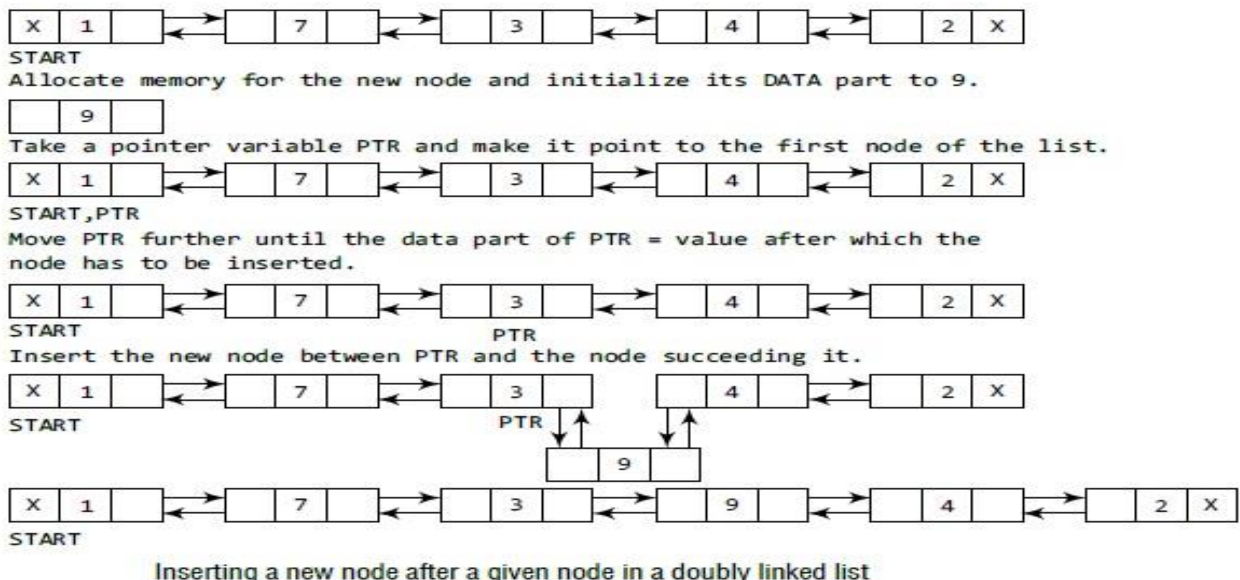 X 1 7 3 4 2 X
START
Allocate memory for the new node and initialize its DATA part to 9.
9
Take a pointer variable PTR and make it point to the first node of the list.
X 1 7 3 4 2 X
START,PTR
Move PTR further until the data part of PTR = value after which the
node has to be inserted.
X 1 7 3 4 2 X
START PTR
Insert the new node between PTR and the node succeeding it.
X 1 7 3 4 2 X
START PTR
9
X 1 7 3 9 4 2 X
START
Inserting a new node after a given node in a doubly linked list